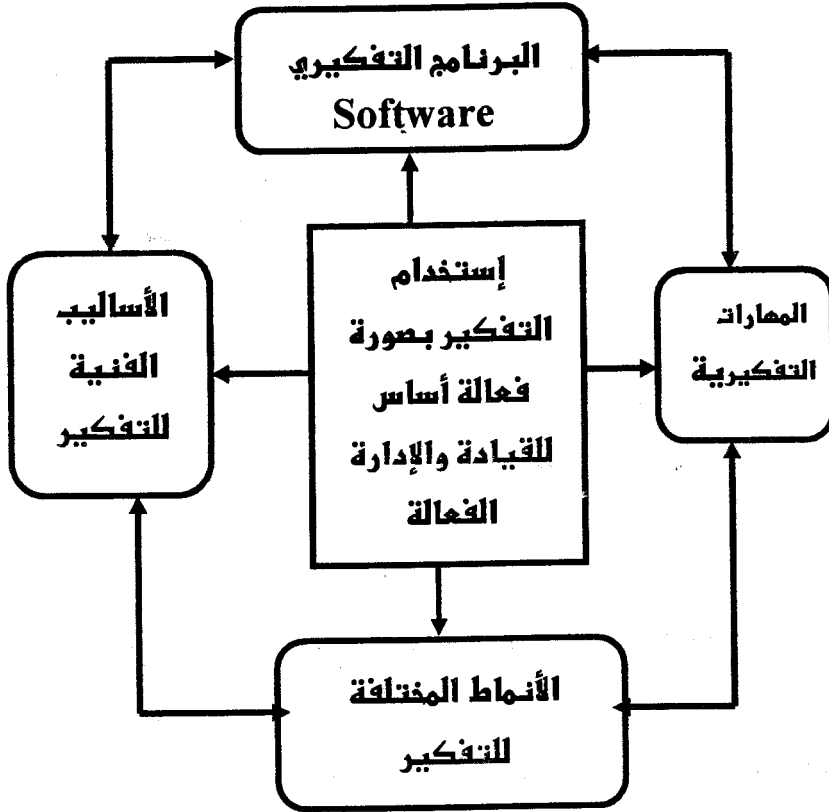 البرنامج التفكيري
Software
إستخدام
التفكير بصورة
فعالة أساس
للقيادة والإدارة
الفعالة
المهارات
التفكيرية
الأساليب
الفنية
للتفكير
الأنماط المختلفة
للتفكير